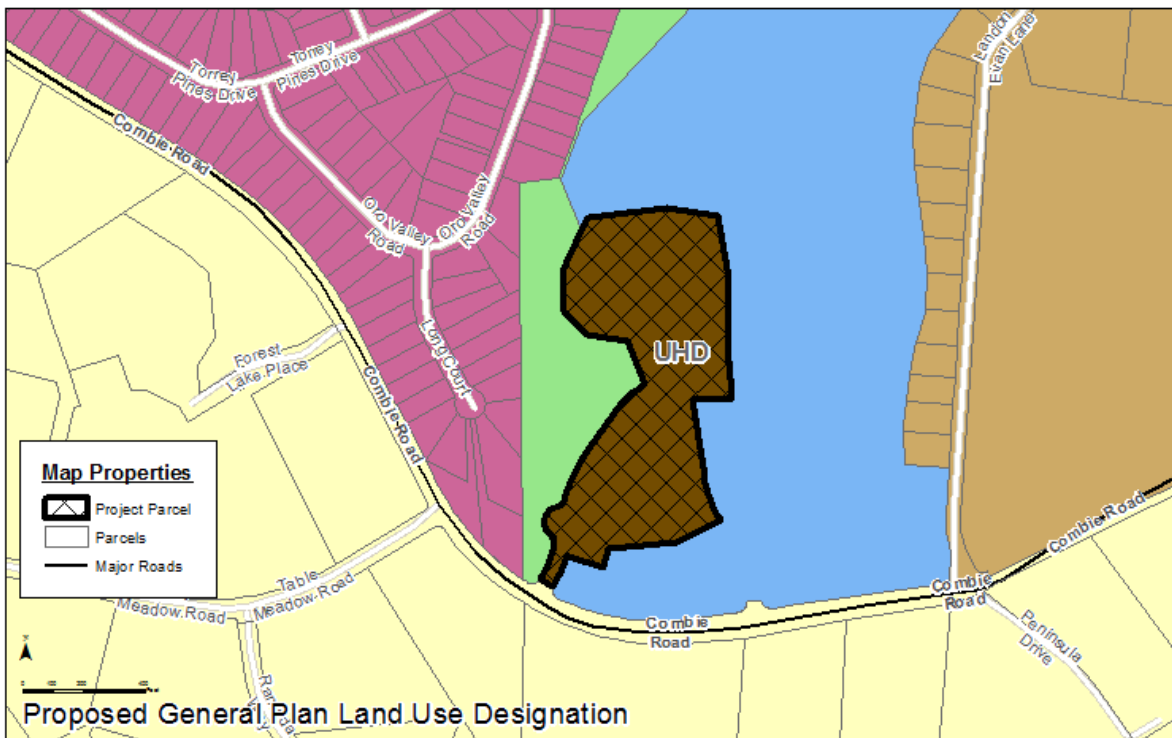 Torrey
Pines Drive
Torrey
Pines Drive
Landon
Evan Lane
Combie Road
Oro Valley
Road
Oro Valley
Road
Long Court
UHD
Forest
Lake Place
Combie Road
Map Properties
Project Parcel
Parcels
Major Roads
Table
Meadow Road
Meadow Road
Combie Road
Combie
Road
Combie
Road
Peninsula
Drive
Proposed General Plan Land Use Designation